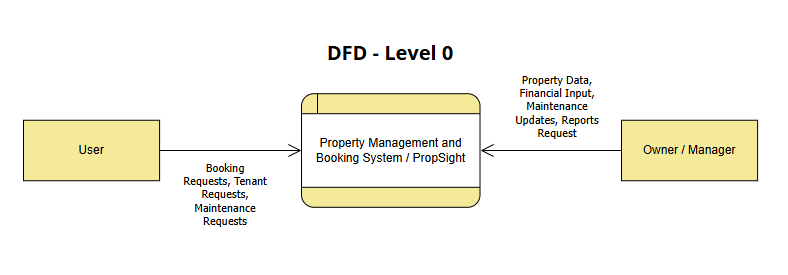 DFD - Level 0
Property Data,
Financial Input,
Maintenance
Updates, Reports
Request
User
Property Management and
Booking System / PropSight
Owner / Manager
Booking
Requests, Tenant
Requests,
Maintenance
Requests